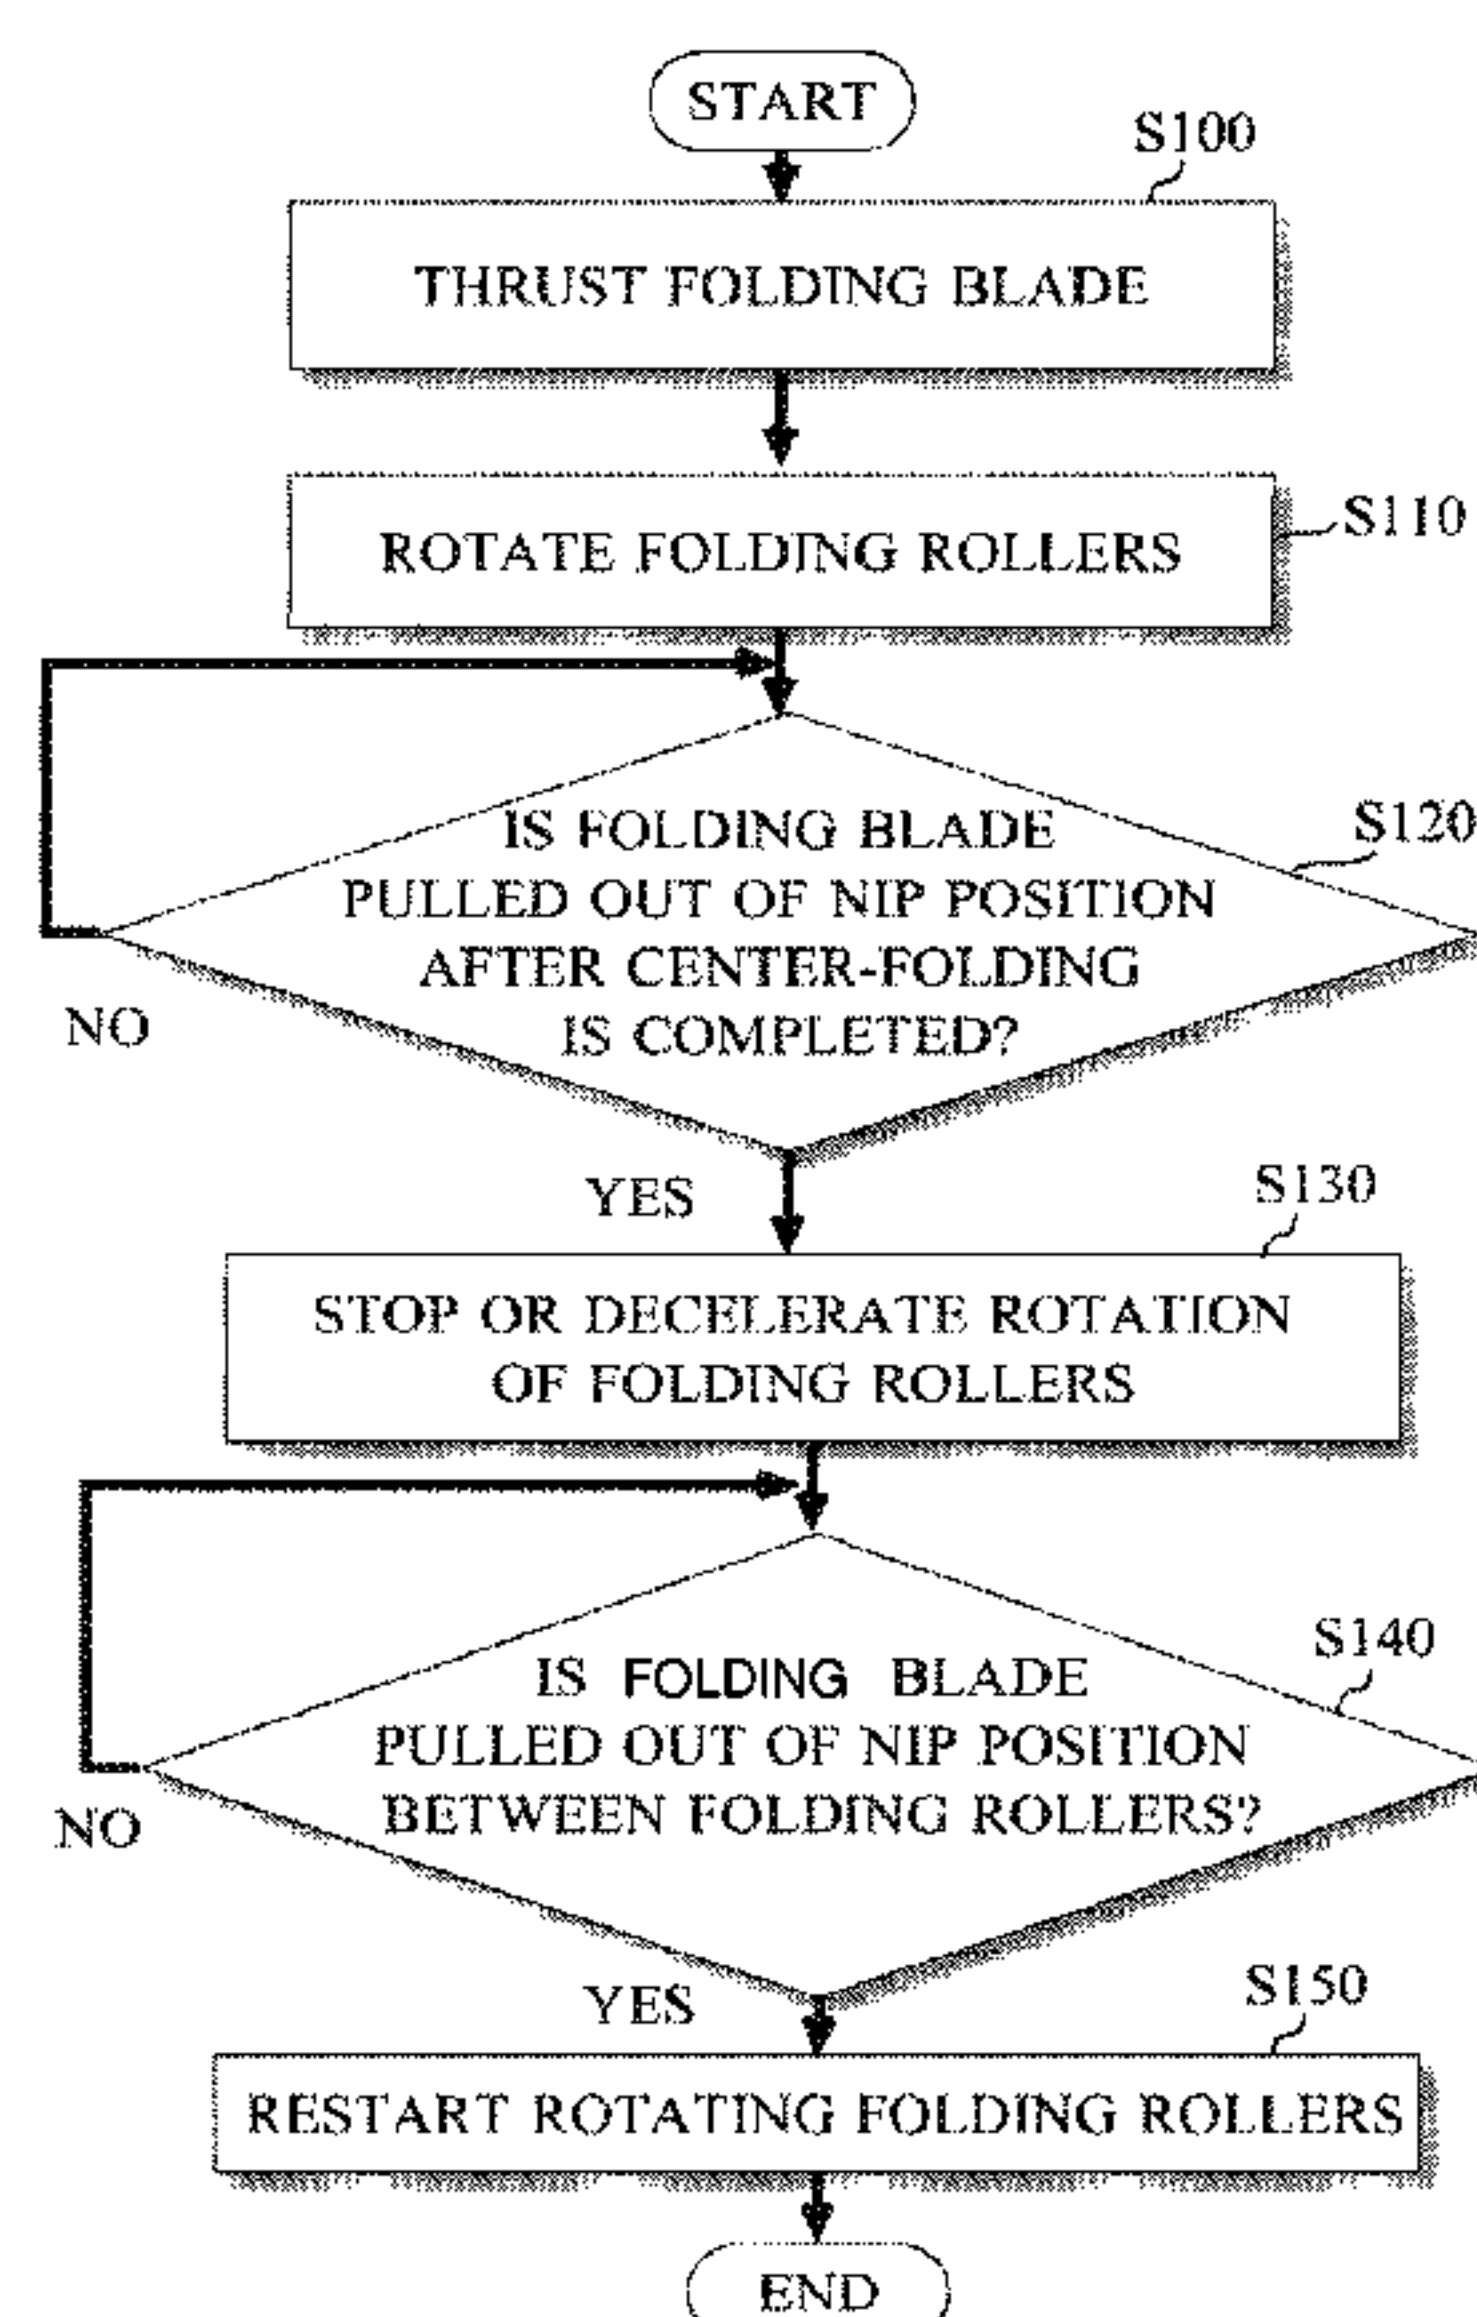 START
S100
THRUST FOLDING BLADE
ROTATE FOLDING ROLLERS
S110
IS FOLDING BLADE
S120
PULLED OUT OF NIP POSITION
AFTER CENTER-FOLDING
IS COMPLETED?
NO
YES
S130
STOP OR DECELERATE ROTATION
OF FOLDING ROLLERS
S140
IS FOLDING BLADE
PULLED OUT OF NIP POSITION
BETWEEN FOLDING ROLLERS?
NO
YES
S150
RESTART ROTATING FOLDING ROLLERS
END